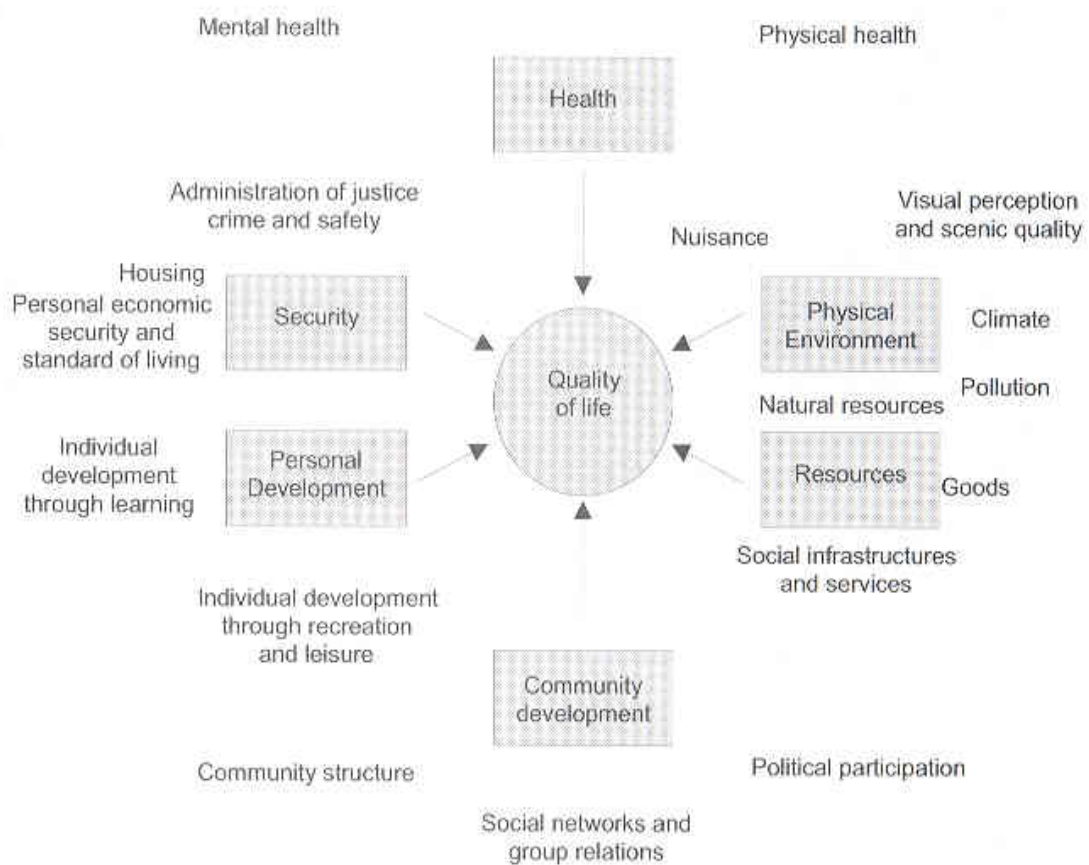 Mental health
Physical health
Health
Administration of justice
crime and safety
Visual perception
and scenic quality
Nuisance
Housing
Personal economic
security and
standard of living
Security
Physical
Environment
Climate
Quality
of life
Pollution
Natural resources
Individual
development
through learning
Personal
Development
Resources
Goods
Social infrastructures
and services
Individual development
through recreation
and leisure
Community
development
Community structure
Political participation
Social networks and
group relations